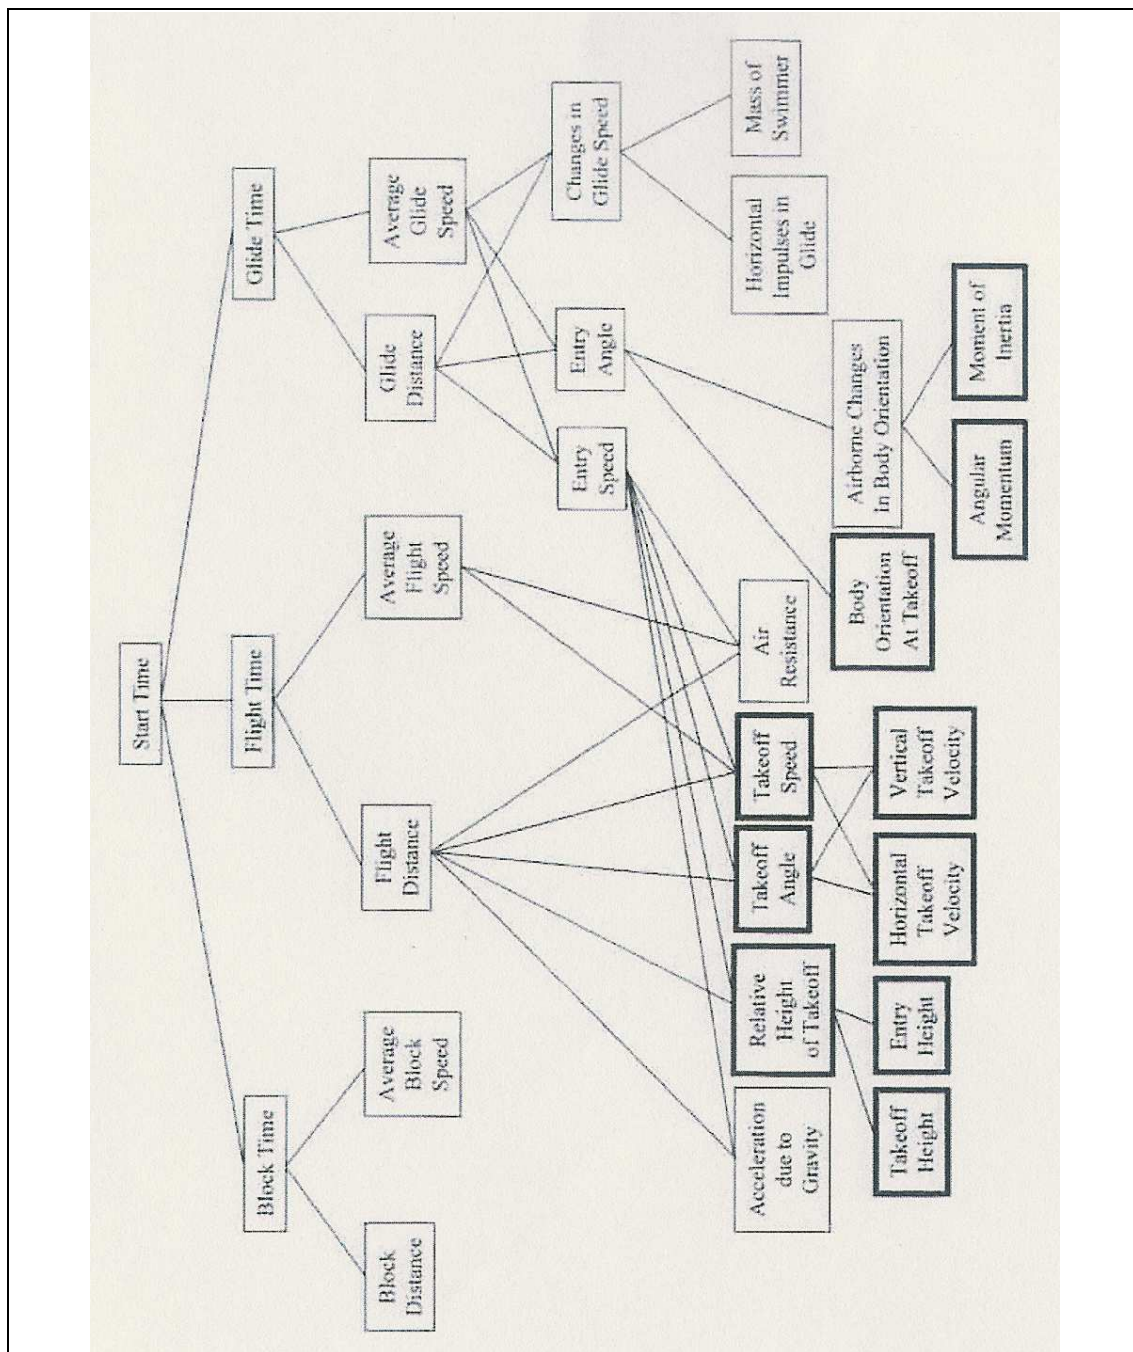 Start Time
Block Time
Flight Time
Glide Time
Block
Distance
Average
Block
Speed
Flight
Distance
Average
Flight
Speed
Glide
Distance
Average
Glide
Speed
Entry
Speed
Entry
Angle
Changes in
Glide Speed
Acceleration
due to
Gravity
Relative
Height
of Takeoff
Takeoff
Angle
Takeoff
Speed
Air
Resistance
Horizontal
Impulses in
Glide
Mass of
Swimmer
Body
Orientation
At Takeoff
Airborne Changes
In Body Orientation
Takeoff
Height
Entry
Height
Horizontal
Takeoff
Velocity
Vertical
Takeoff
Velocity
Angular
Momentum
Moment of
Inertia